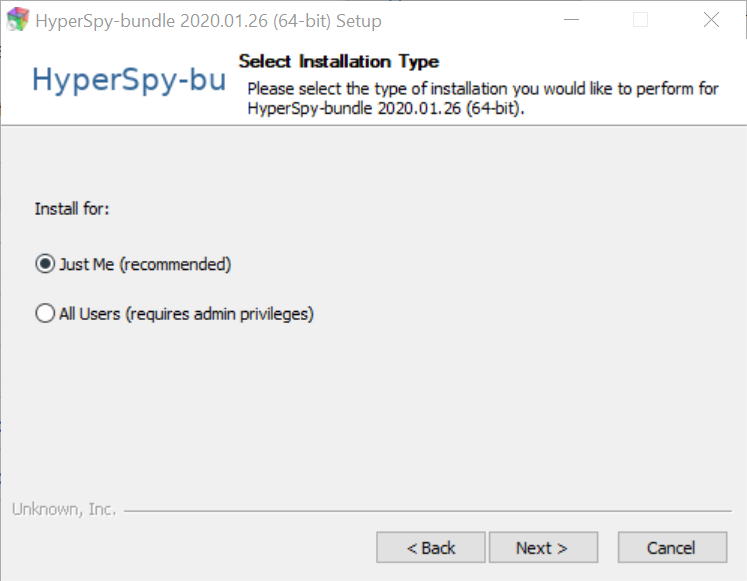 HyperSpy-bundle 2020.01.26 (64-bit) Setup
HyperSpy-bu
Select Installation Type
Please select the type of installation you would like to perform for
HyperSpy-bundle 2020.01.26 (64-bit).
Install for:
Just Me (recommended)
All Users (requires admin privileges)
Unknown, Inc.
< Back
Next >
Cancel